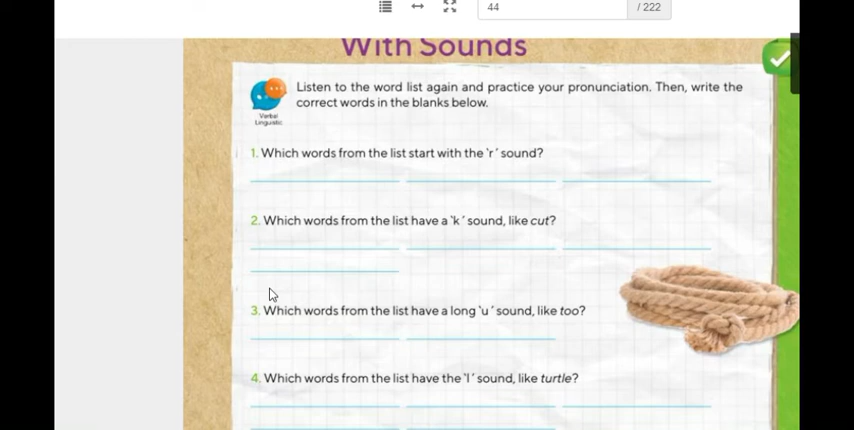 44 / 222
With Sounds
Listen to the word list again and practice your pronunciation. Then, write the
correct words in the blanks below.
Verbal
Linguistic
1. Which words from the list start with the ‘r’ sound?
2. Which words from the list have a ‘k’ sound, like cut?
3. Which words from the list have a long ‘u’ sound, like too?
4. Which words from the list have the ‘l’ sound, like turtle?